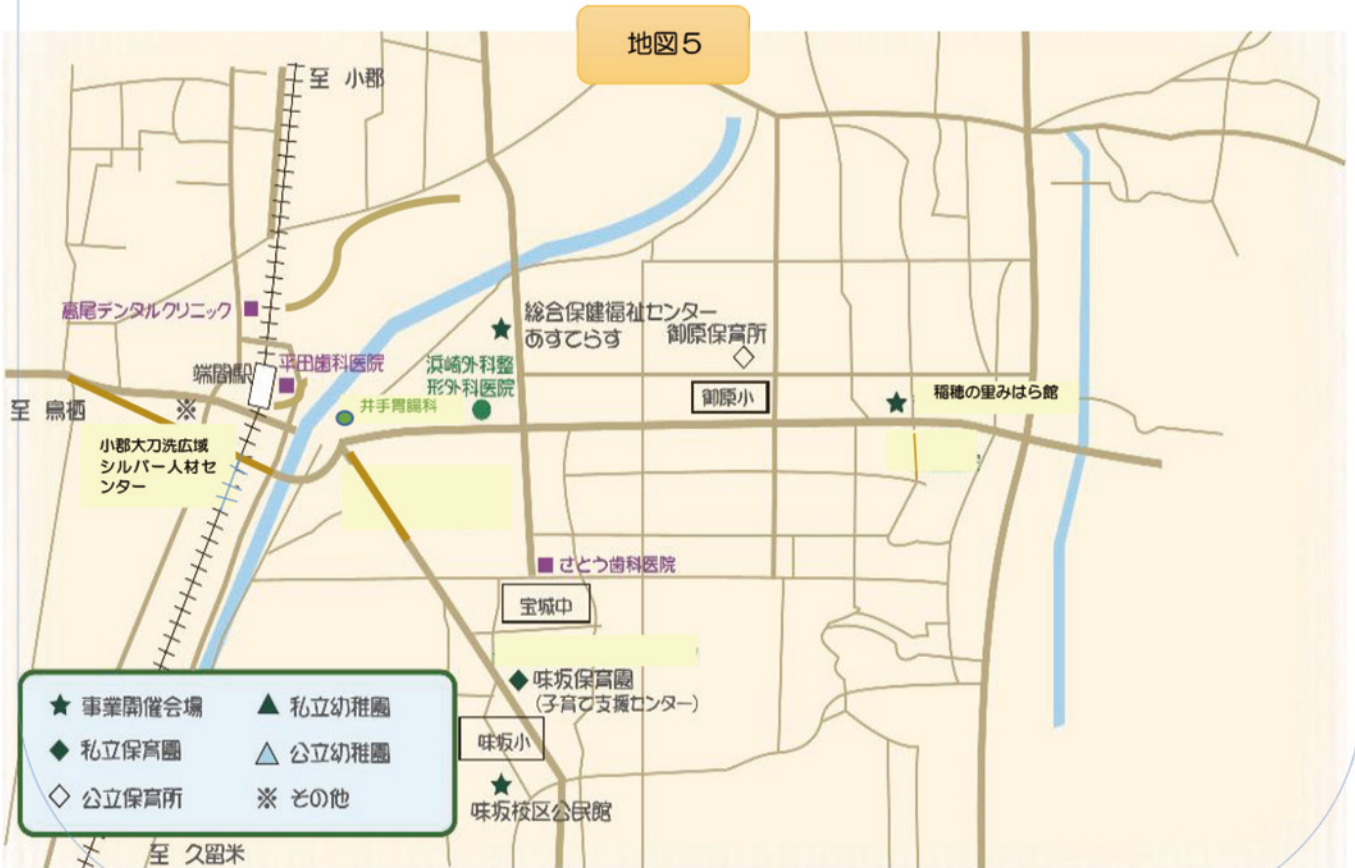 地図5
至 小郡
高尾デンタルクリニック
総合保健福祉センター
あすてらす
御原保育所
端間駅
平田歯科医院
浜崎外科整
形外科医院
井手胃腸科
御原小
稲穂の里みはら館
至 鳥栖
※
小郡大刀洗広域
シルバー人材セ
ンター
さとう歯科医院
宝城中
味坂保育園
(子育て支援センター)
味坂小
味坂校区公民館
★ 事業開催会場
▲ 私立幼稚園
◆ 私立保育園
△ 公立幼稚園
◇ 公立保育所
※ その他
至 久留米